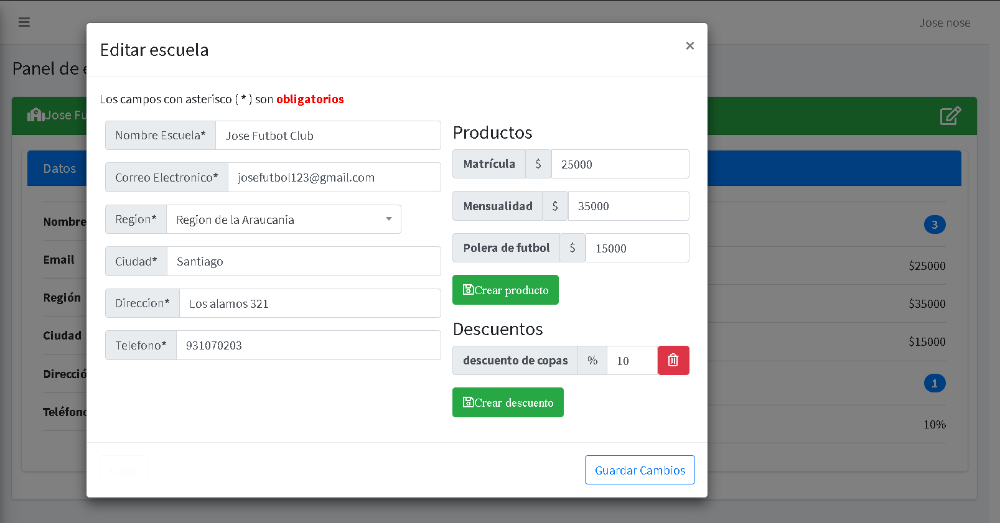 Jose nose
Panel de e
Jose Fu
Datos
Nombre
3
Email
$25000
Región
$35000
Ciudad
$15000
Direcció
1
Teléfono
10%
Editar escuela
×
Los campos con asterisco ( * ) son obligatorios
Nombre Escuela* Jose Futbot Club
Correo Electronico* josefutbol123@gmail.com
Region* Region de la Araucania
Ciudad* Santiago
Direccion* Los alamos 321
Telefono* 931070203
Productos
Matrícula $ 25000
Mensualidad $ 35000
Polera de futbol $ 15000
Crear producto
Descuentos
descuento de copas % 10
Crear descuento
Close
Guardar Cambios